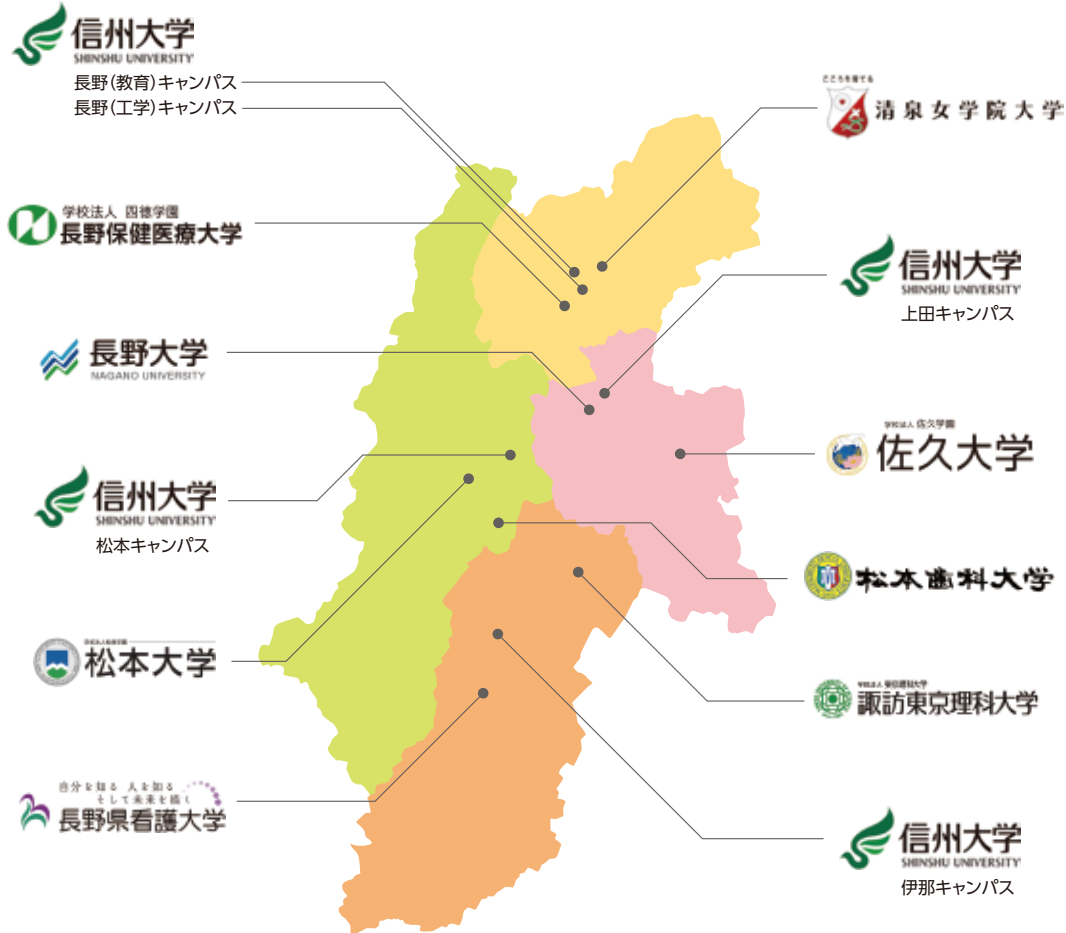 信州大学
SHINSHU UNIVERSITY
長野(教育)キャンパス
長野(工学)キャンパス
こころを育てる
清泉女学院大学
学校法人 四徳学園
長野保健医療大学
信州大学
SHINSHU UNIVERSITY
上田キャンパス
長野大学
NAGANO UNIVERSITY
学校法人 佐久学園
佐久大学
信州大学
SHINSHU UNIVERSITY
松本キャンパス
松本歯科大学
松本大学
学校法人 東京理科大学
諏訪東京理科大学
自分を知る 人を知る
そして未来を描く
長野県看護大学
信州大学
SHINSHU UNIVERSITY
伊那キャンパス